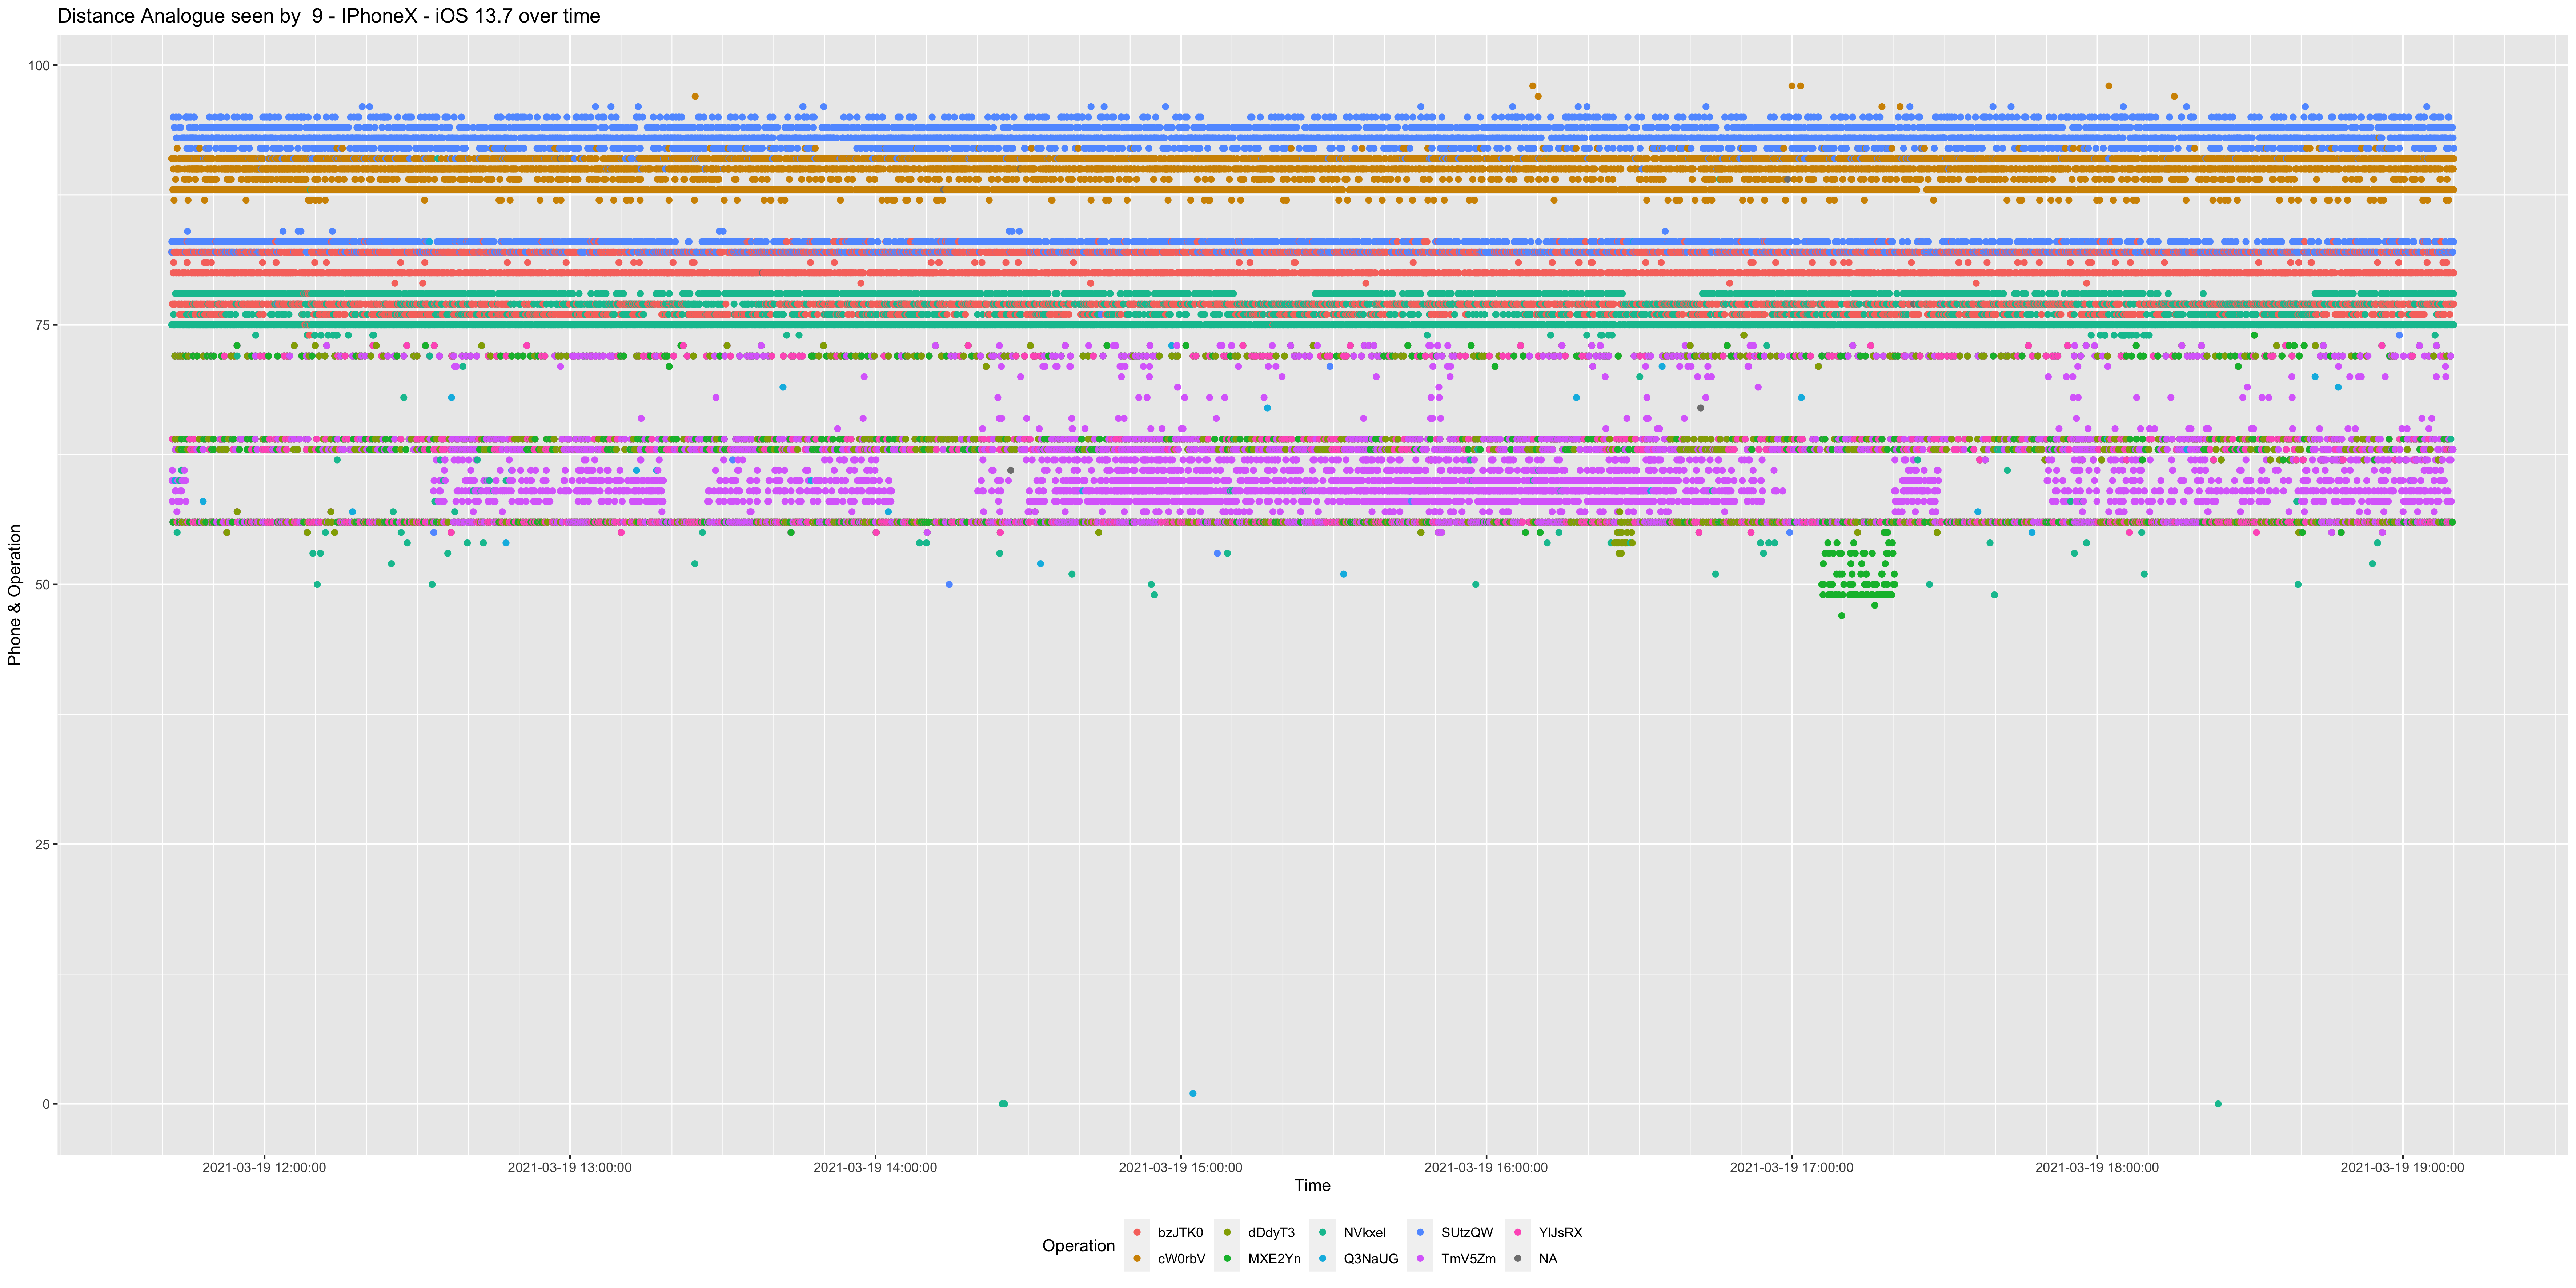 Distance Analogue seen by  9 - IPhoneX - iOS 13.7 over time
100
75
50
25
0
Phone & Operation
2021-03-19 12:00:00 2021-03-19 13:00:00 2021-03-19 14:00:00 2021-03-19 15:00:00 2021-03-19 16:00:00 2021-03-19 17:00:00 2021-03-19 18:00:00 2021-03-19 19:00:00
Time
Operation
bzJTK0 dDdyT3 NVkxel SUtzQW YlJsRX
cW0rbV MXE2Yn Q3NaUG TmV5Zm NA